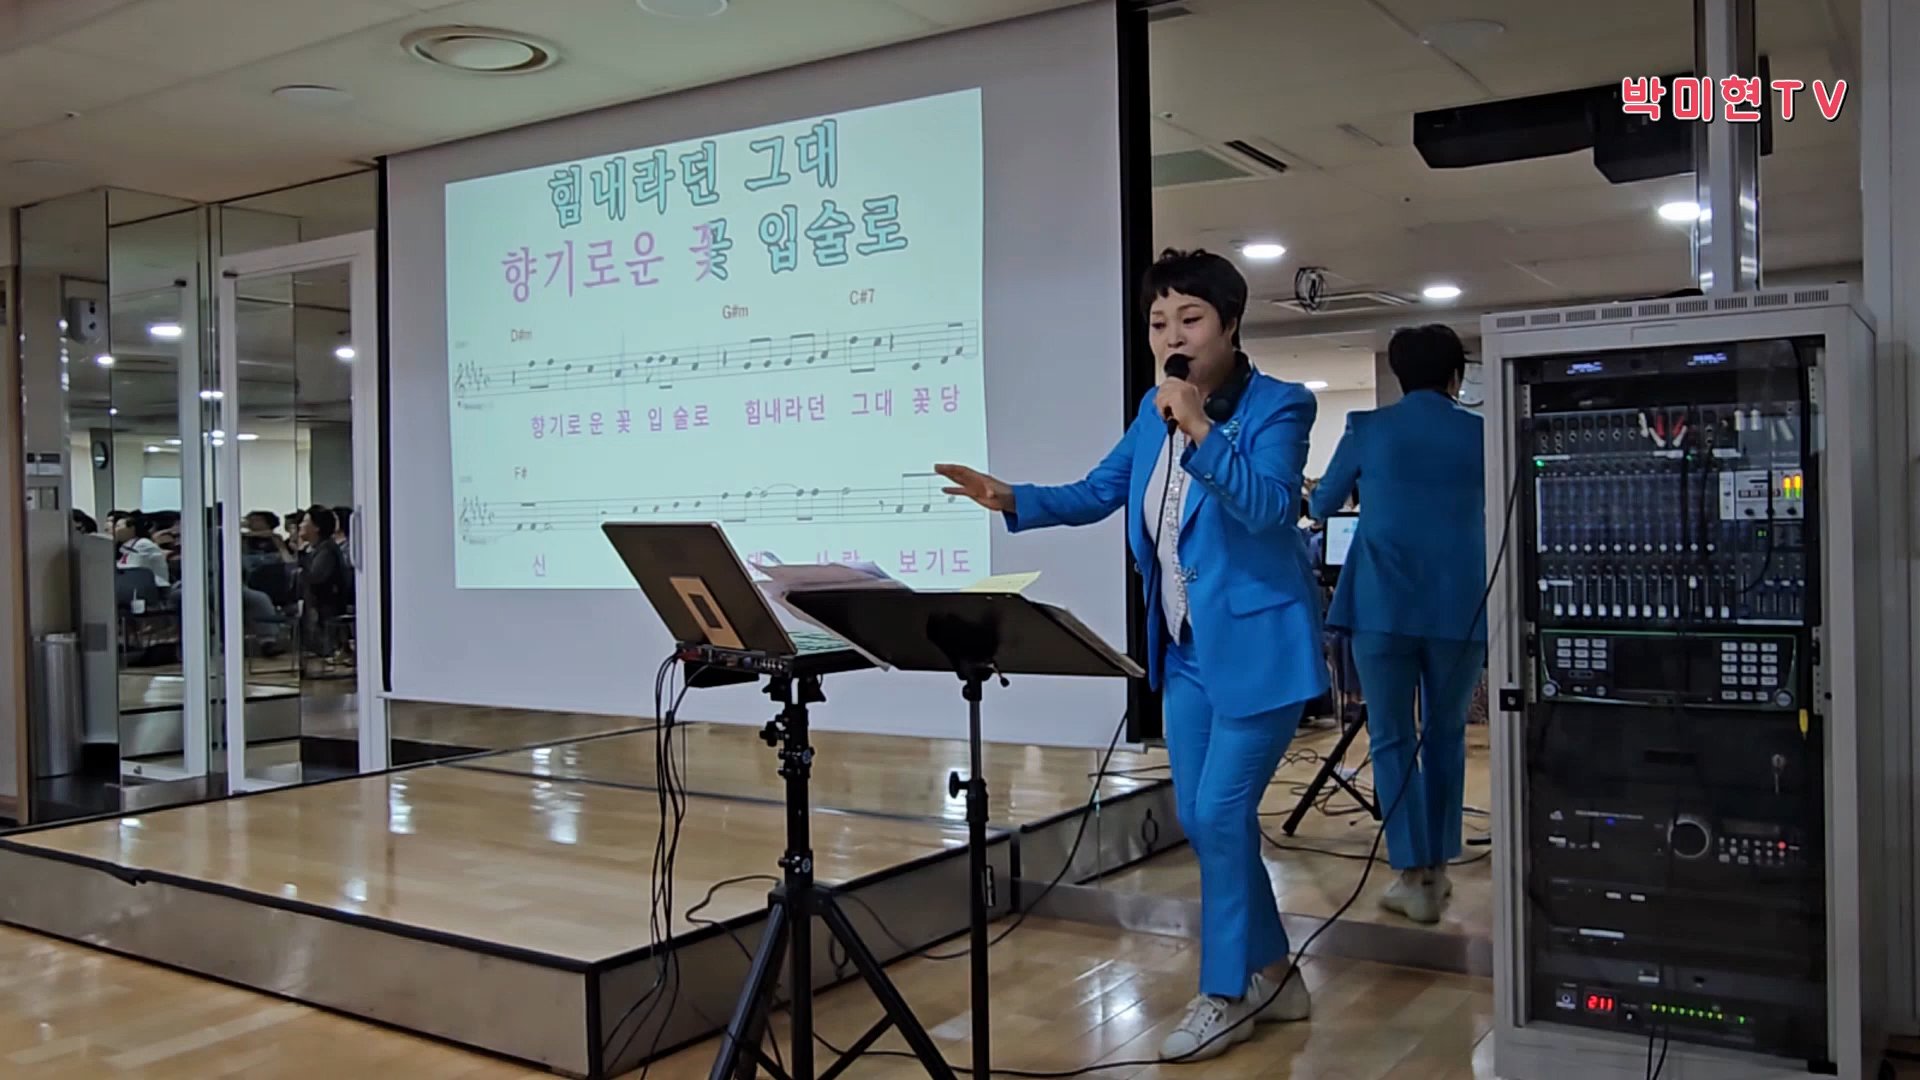 박미현TV
힘내라던 그대
향기로운 꽃 입술로
D#m G#m C#7
향기로운 꽃 입술로 힘내라던 그대 꽃당
F#
신 사랑 보기도
211